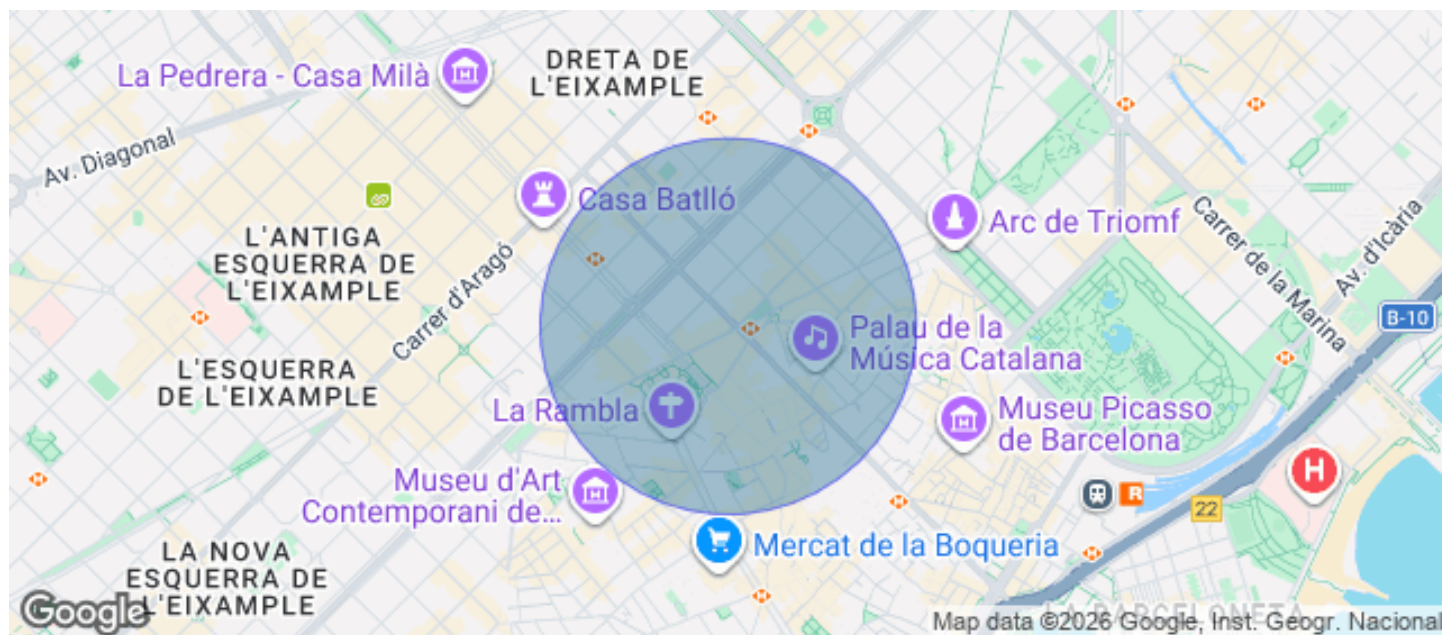 DRETA DE
L'EIXAMPLE
La Pedrera - Casa Milà
Av. Diagonal
Casa Batlló
Arc de Triomf
Carrer de la Marina
Av. d'Icària
L'ANTIGA
ESQUERRA DE
L'EIXAMPLE
Carrer d'Aragó
B-10
Palau de la
Música Catalana
L'ESQUERRA
DE L'EIXAMPLE
La Rambla
Museu Picasso
de Barcelona
H
Museu d'Art
Contemporani de...
R
22
Mercat de la Boqueria
LA NOVA
ESQUERRA DE
L'EIXAMPLE
LA BARCELONETA
Google
Map data ©2026 Google, Inst. Geogr. Nacional